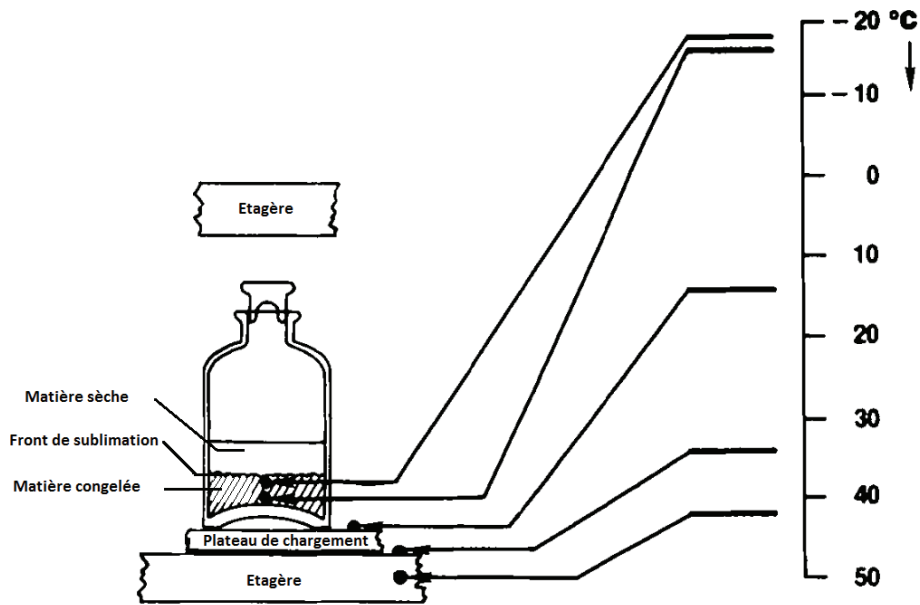 - 20 °C
- 10
0
Etagère
10
20
Matière sèche
30
Front de sublimation
Matière congelée
40
Plateau de chargement
Etagère
50